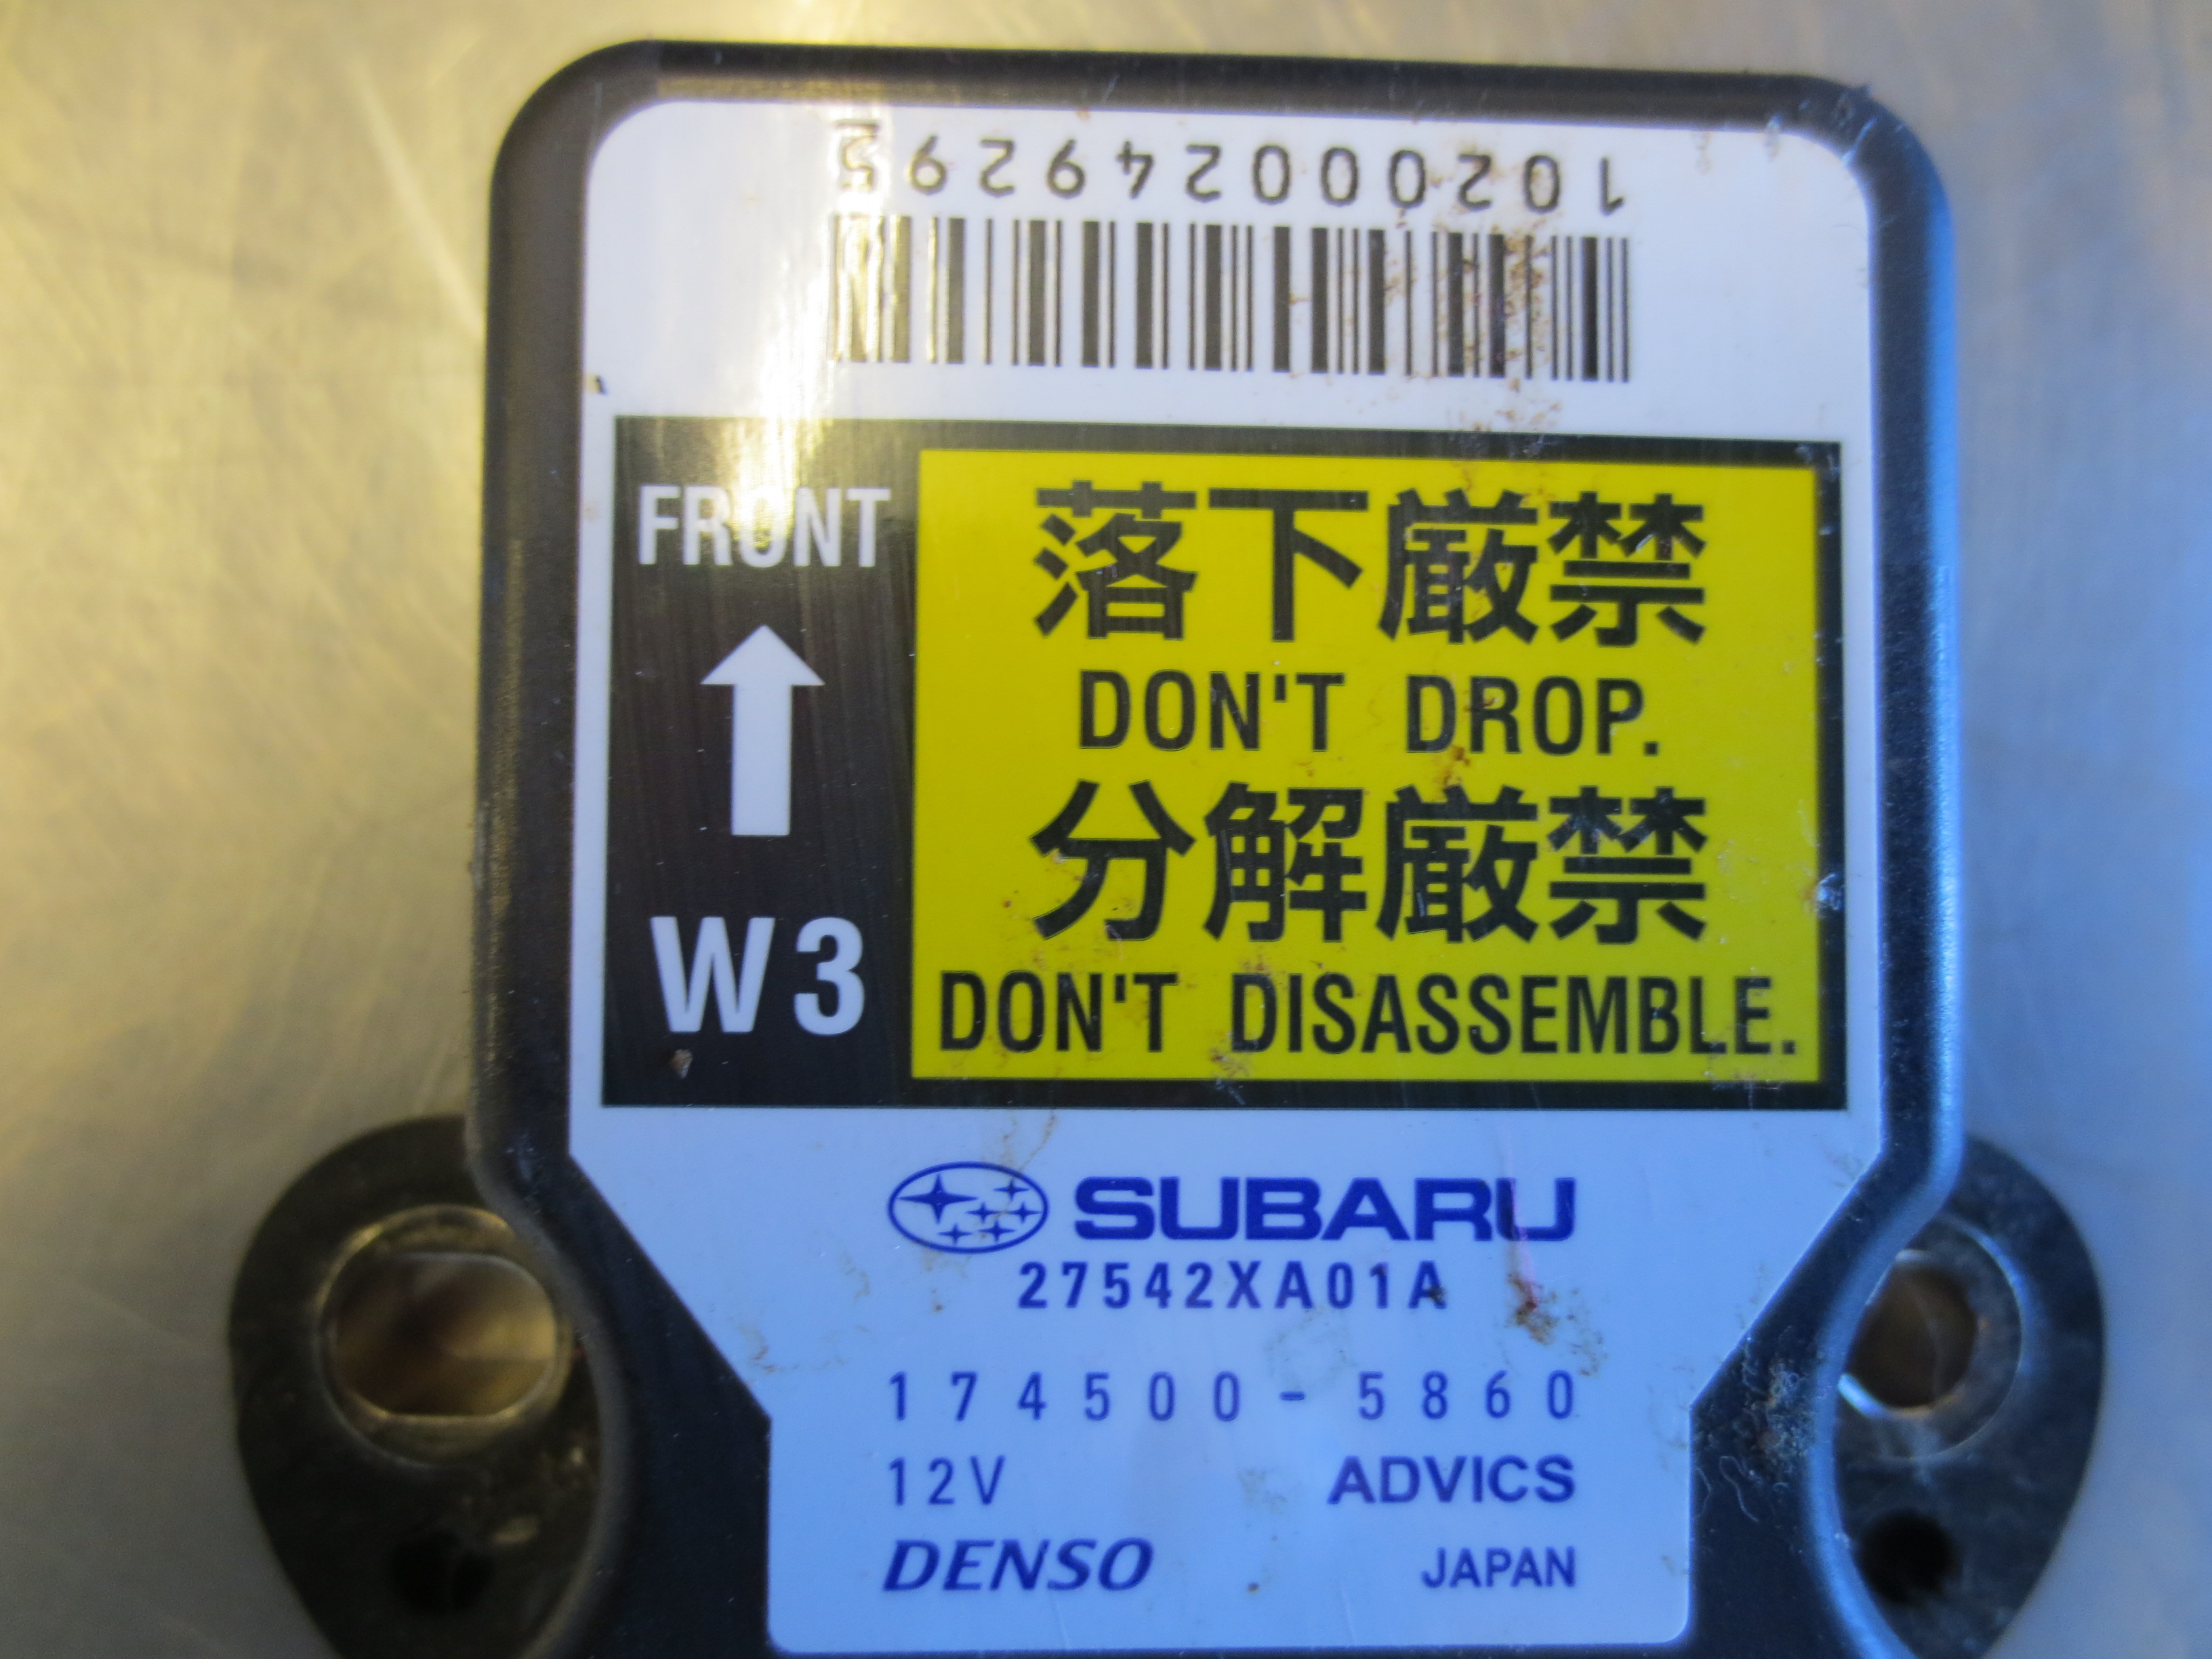 102000249295
FRONT
W3
落下厳禁
DON'T DROP.
分解厳禁
DON'T DISASSEMBLE.
SUBARU
27542XA01A
174500-5860
12V ADVICS
DENSO JAPAN